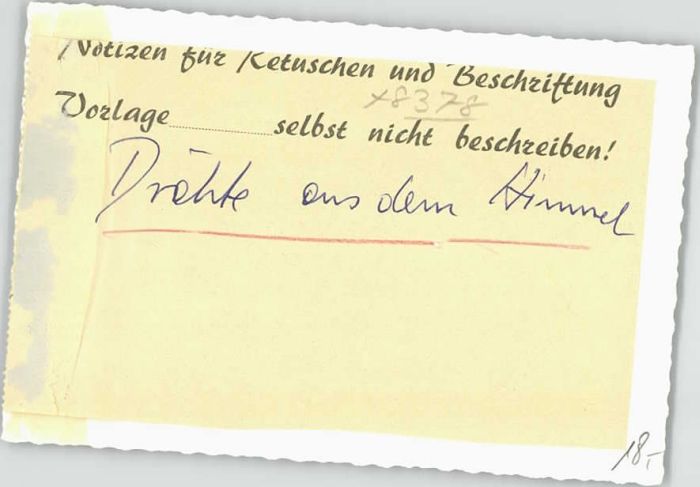 Notizen für Retuschen und Beschriftung
x8378
Vorlage..............selbst nicht beschreiben!
Drähte aus dem Himmel
18,-